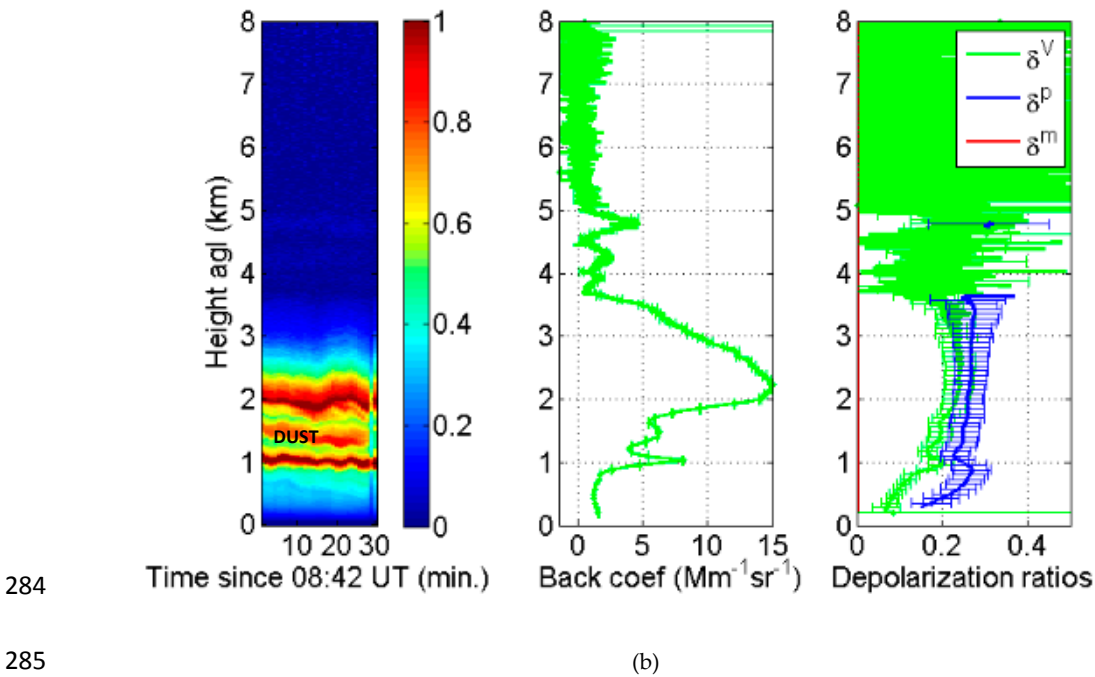 8
7
6
5
4
3
2
1
0
Height agl (km)
DUST
10 20 30
Time since 08:42 UT (min.)
1
0.8
0.6
0.4
0.2
0
8
7
6
5
4
3
2
1
0
0 5 10 15
Back coef (Mm⁻¹sr⁻¹)
8
7
6
5
4
3
2
1
0
δ^V
δ^p
δ^m
0 0.2 0.4
Depolarization ratios
284
285
(b)